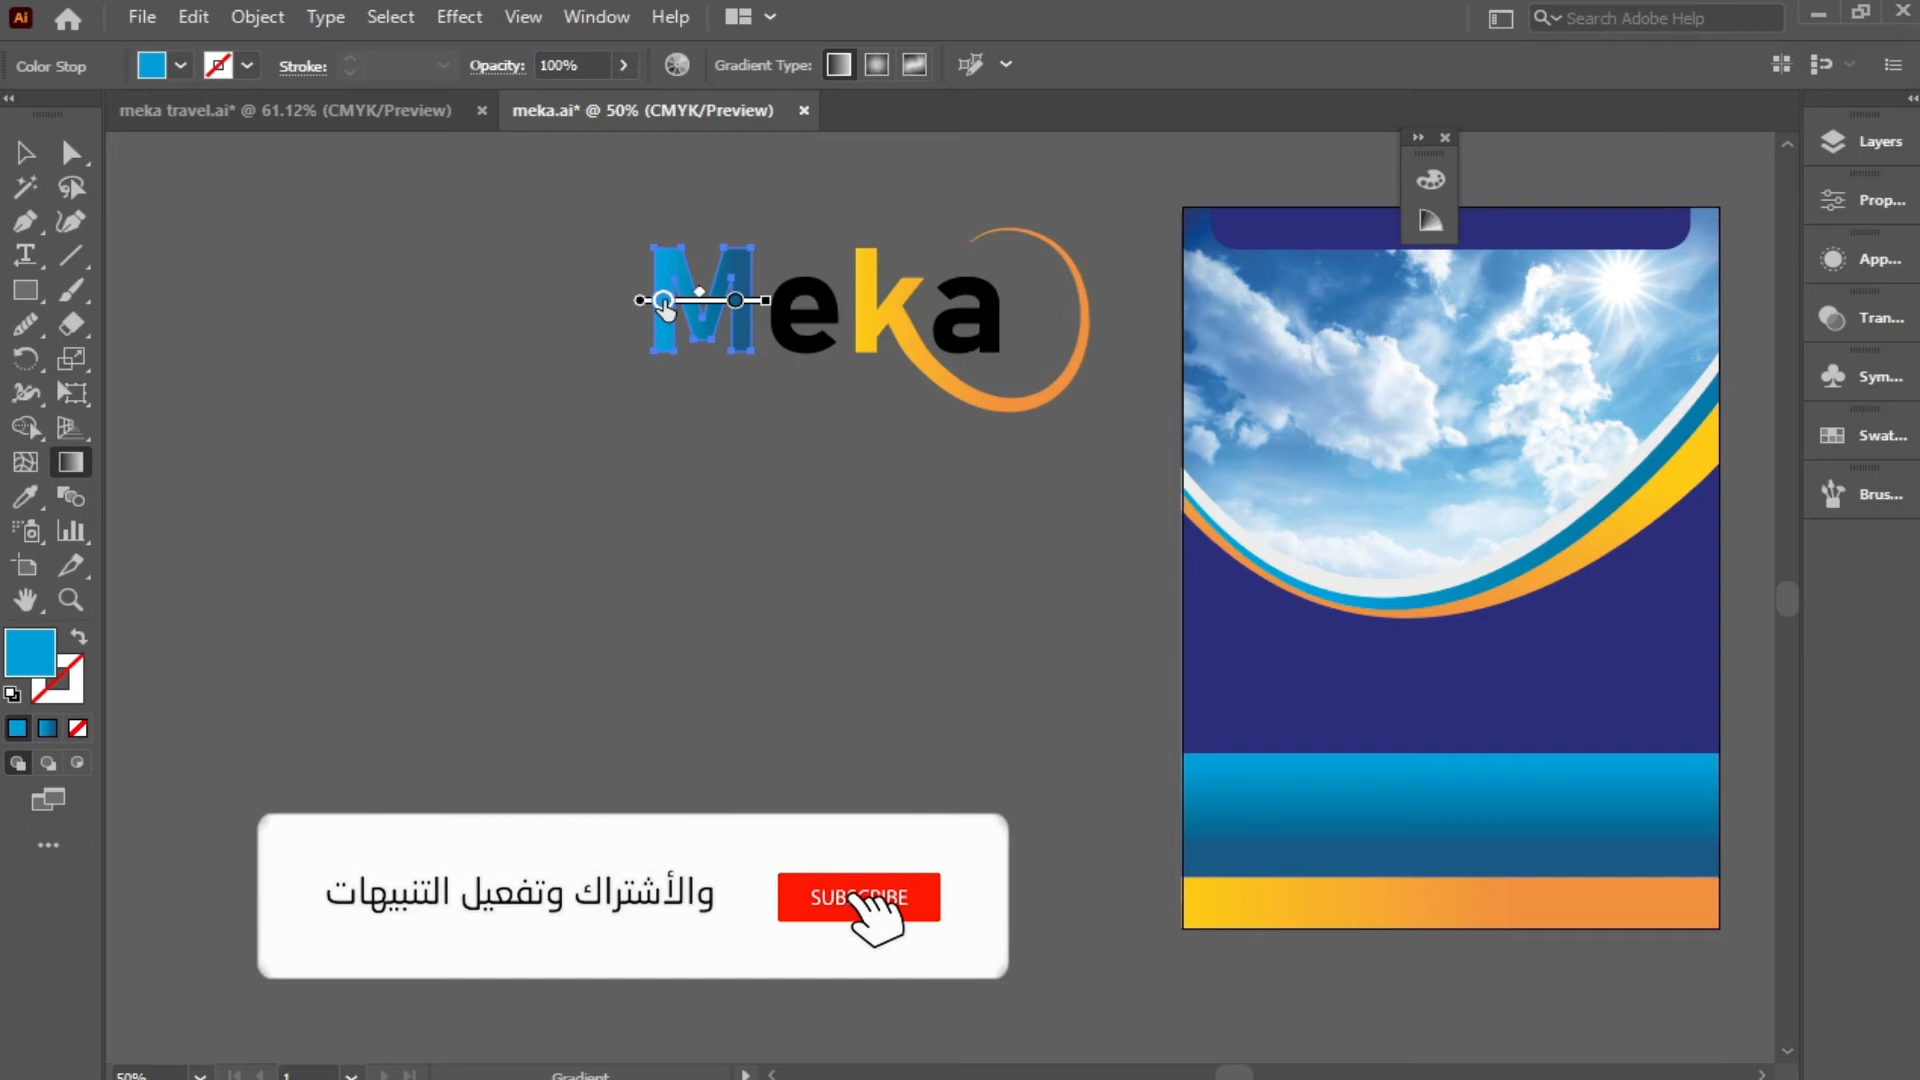 Ai
File Edit Object Type Select Effect View Window Help
Search Adobe Help
Color Stop
Stroke:
Opacity: 100%
Gradient Type:
meka travel.ai* @ 61.12% (CMYK/Preview)
meka.ai* @ 50% (CMYK/Preview)
Layers
Prop...
App...
Tran...
Sym...
Swat...
Brus...
Meka
والأشتراك وتفعيل التنبيهات
SUBSCRIBE
50%
1
Gradient